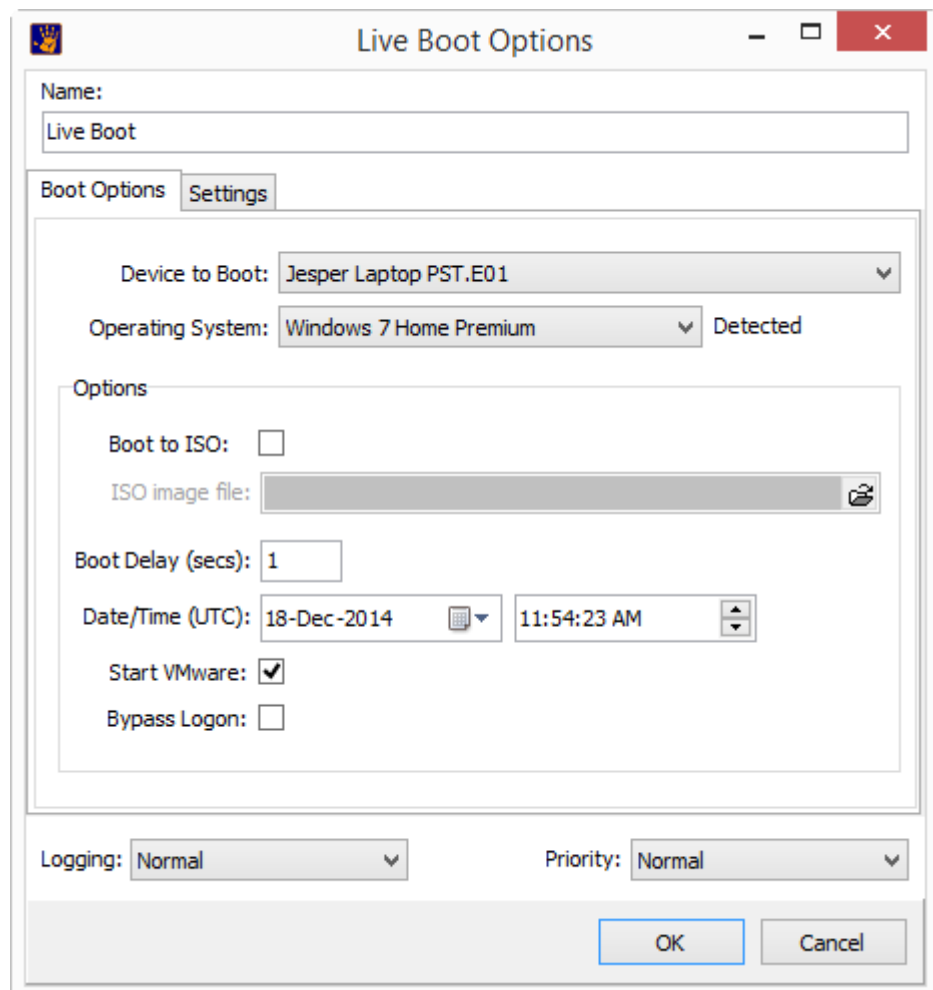 Live Boot Options
Name:
Live Boot
Boot Options Settings
Device to Boot: Jesper Laptop PST.E01
Operating System: Windows 7 Home Premium Detected
Options
Boot to ISO:
ISO image file:
Boot Delay (secs): 1
Date/Time (UTC): 18-Dec-2014 11:54:23 AM
Start VMware:
Bypass Logon:
Logging: Normal Priority: Normal
OK Cancel